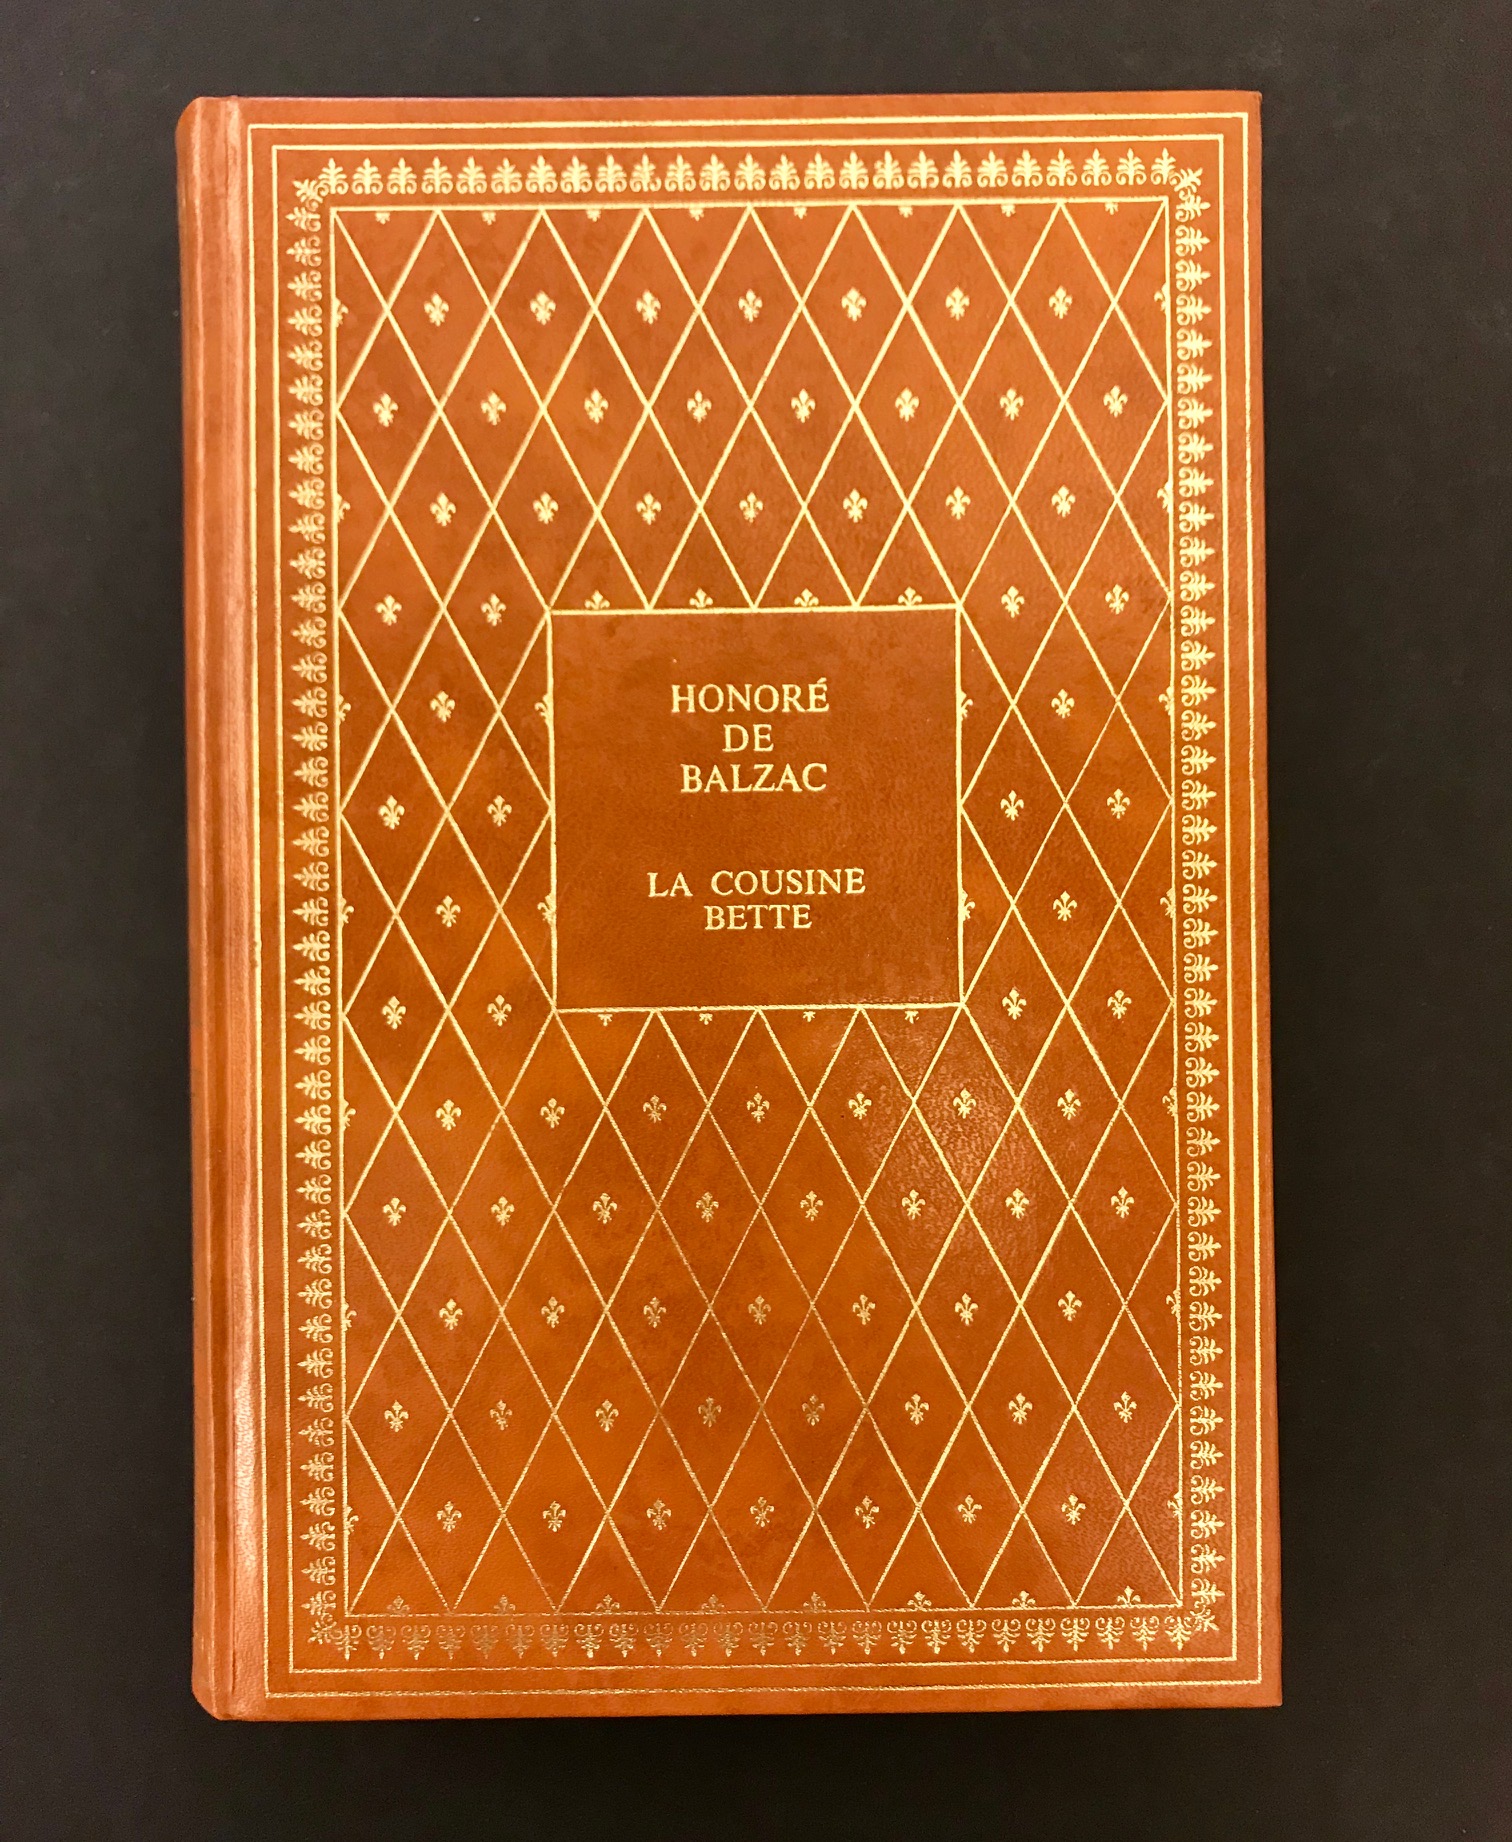 HONORÉ
DE
BALZAC
LA COUSINE
BETTE